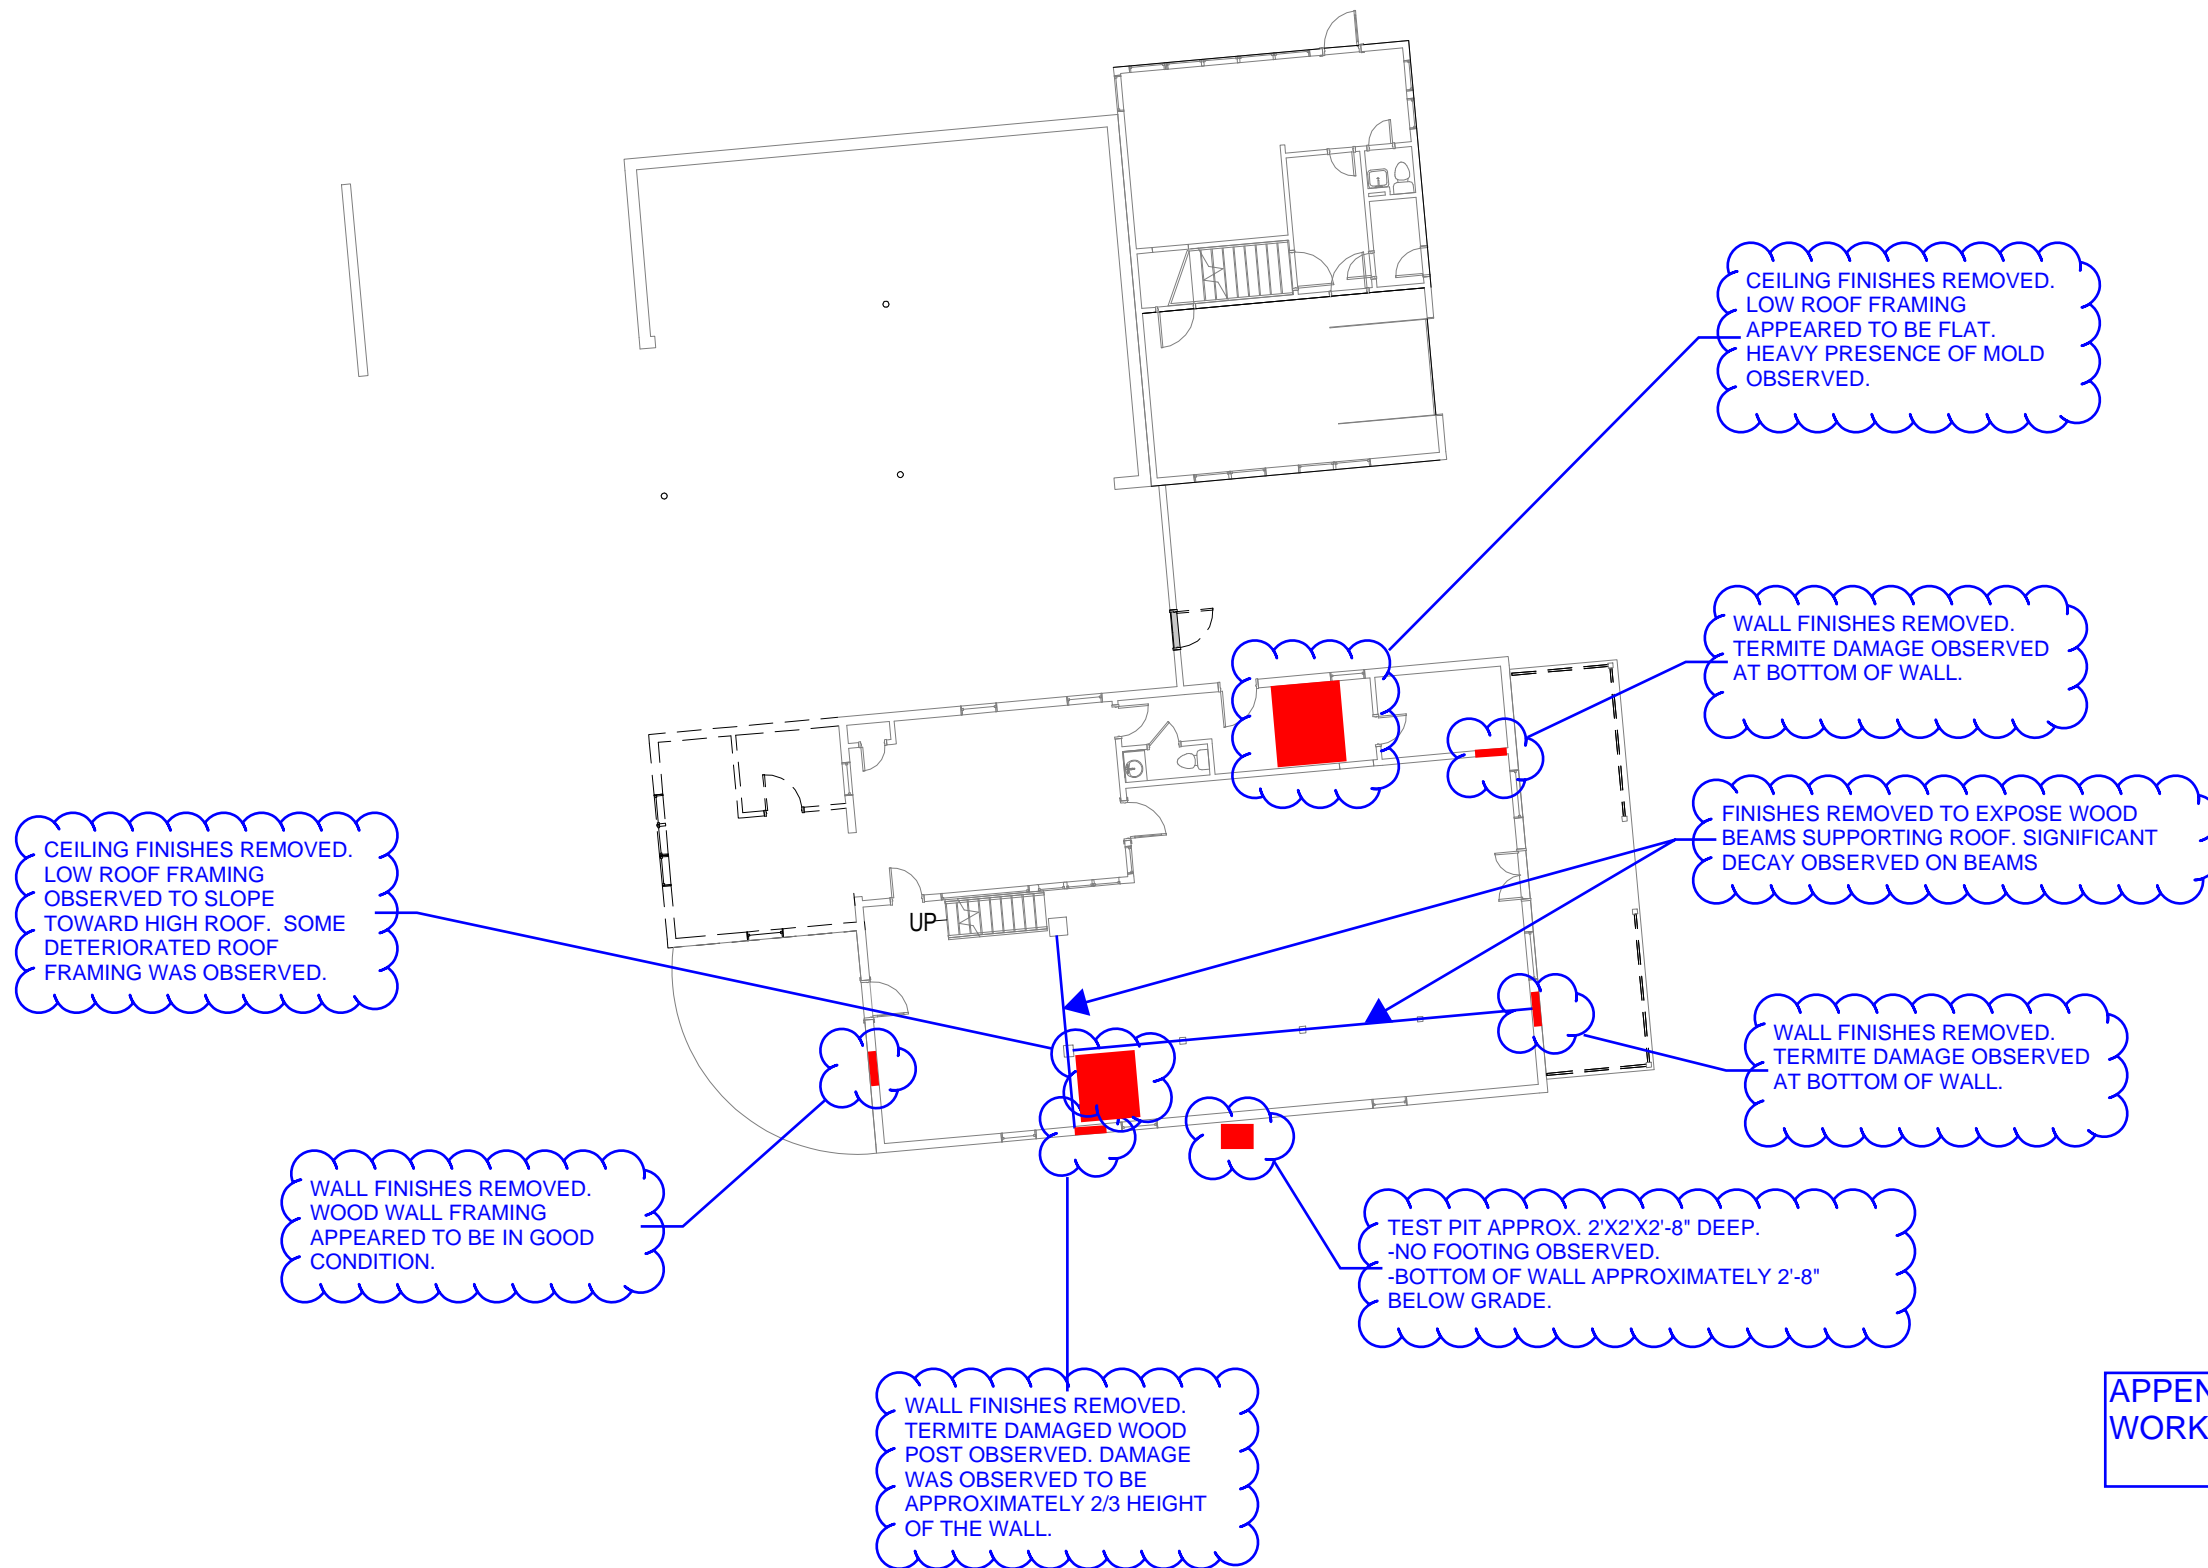 CEILING FINISHES REMOVED.
LOW ROOF FRAMING
APPEARED TO BE FLAT.
HEAVY PRESENCE OF MOLD
OBSERVED.
WALL FINISHES REMOVED.
TERMITE DAMAGE OBSERVED
AT BOTTOM OF WALL.
FINISHES REMOVED TO EXPOSE WOOD
BEAMS SUPPORTING ROOF. SIGNIFICANT
DECAY OBSERVED ON BEAMS
CEILING FINISHES REMOVED.
LOW ROOF FRAMING
OBSERVED TO SLOPE
TOWARD HIGH ROOF. SOME
DETERIORATED ROOF
FRAMING WAS OBSERVED.
UP
WALL FINISHES REMOVED.
TERMITE DAMAGE OBSERVED
AT BOTTOM OF WALL.
WALL FINISHES REMOVED.
WOOD WALL FRAMING
APPEARED TO BE IN GOOD
CONDITION.
TEST PIT APPROX. 2'X2'X2'-8" DEEP.
-NO FOOTING OBSERVED.
-BOTTOM OF WALL APPROXIMATELY 2'-8"
BELOW GRADE.
WALL FINISHES REMOVED.
TERMITE DAMAGED WOOD
POST OBSERVED. DAMAGE
WAS OBSERVED TO BE
APPROXIMATELY 2/3 HEIGHT
OF THE WALL.
APPEN
WORK